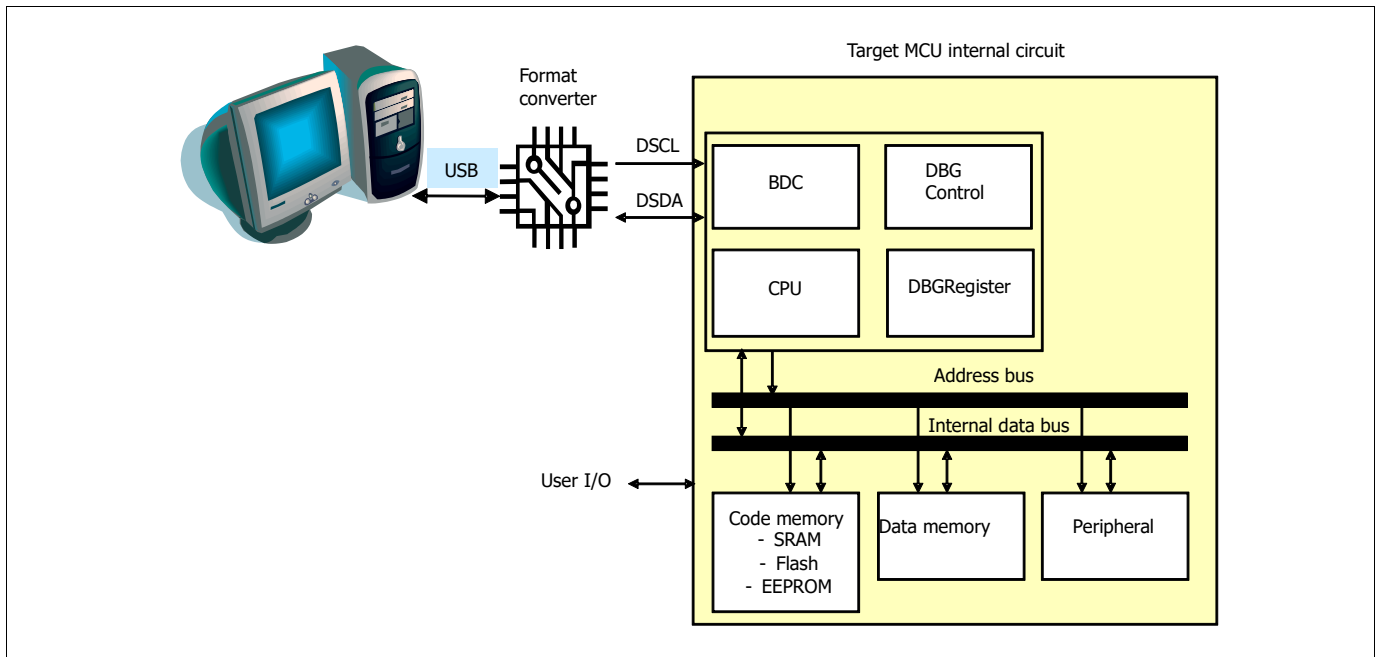 Target MCU internal circuit
Format
converter
USB
DSCL
DSDA
BDC
DBG
Control
CPU
DBGRegister
Address bus
Internal data bus
User I/O
Code memory
- SRAM
- Flash
- EEPROM
Data memory
Peripheral